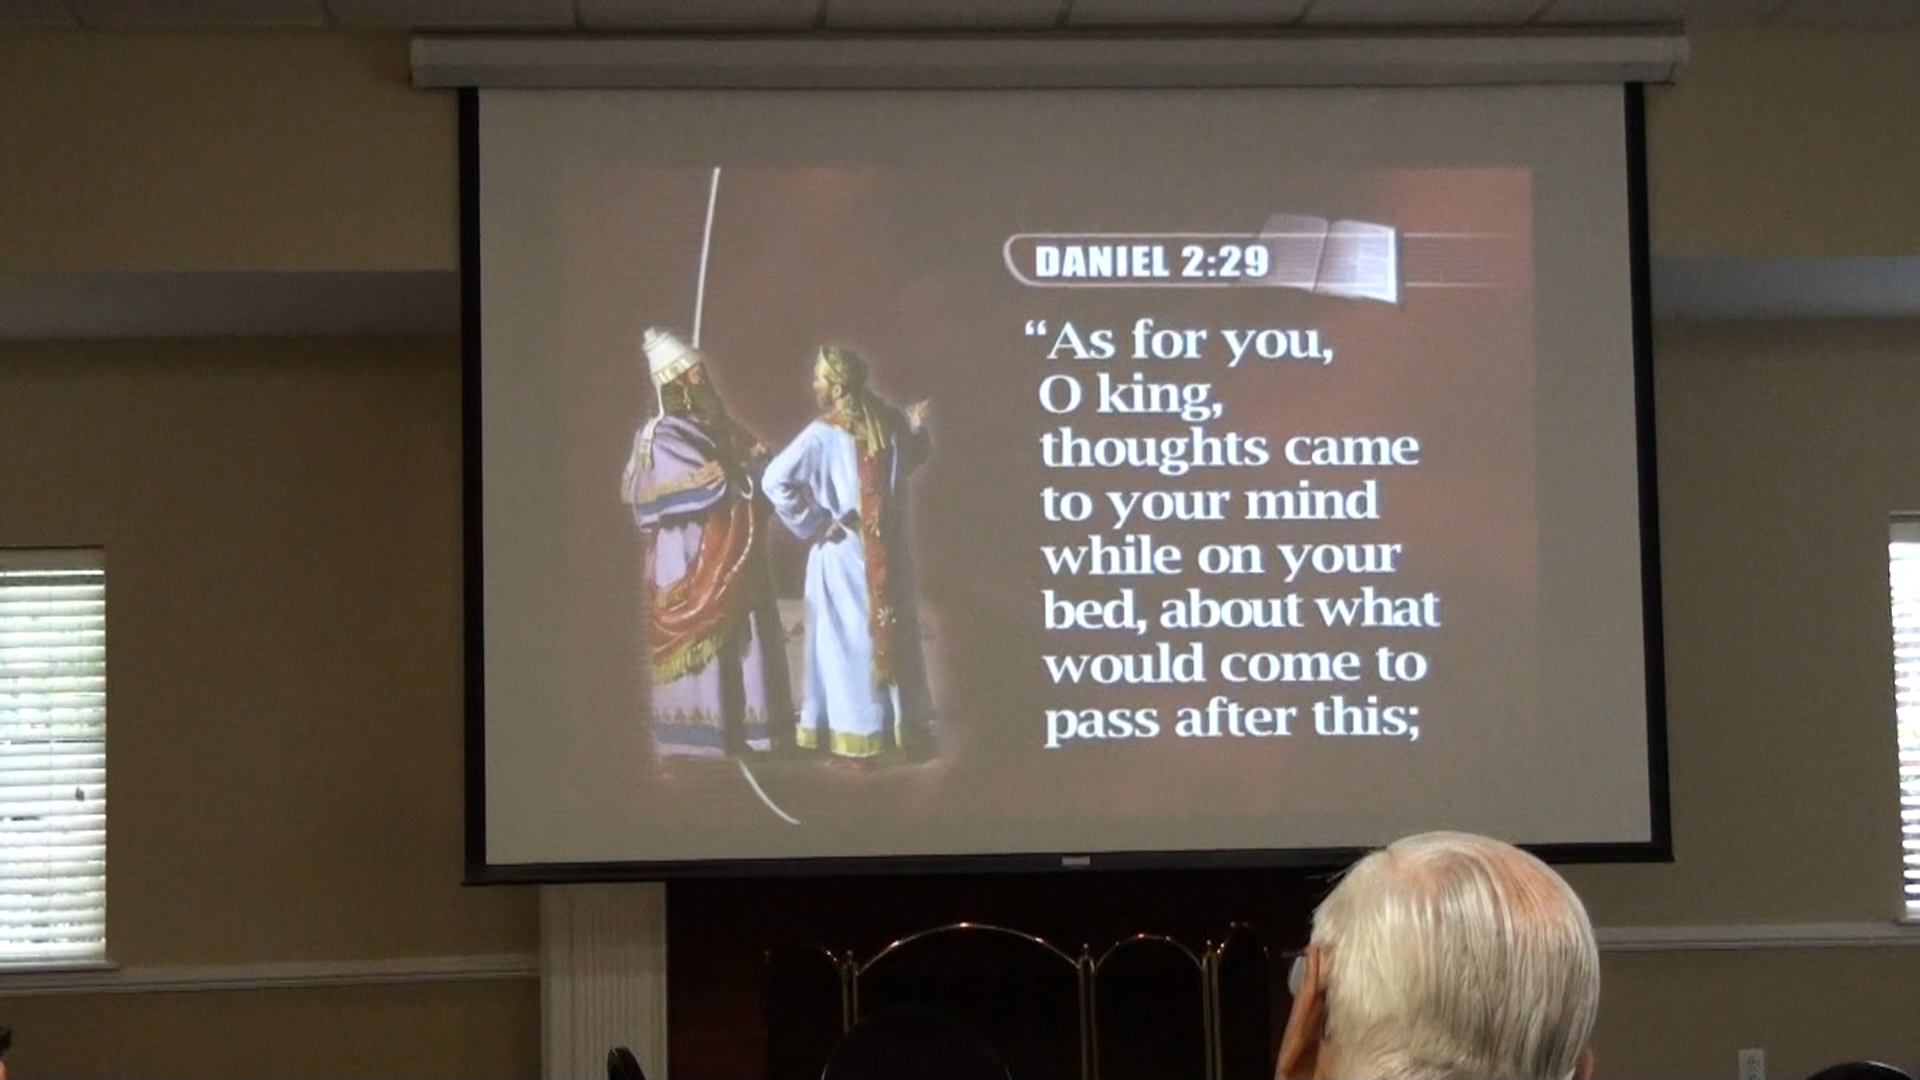 DANIEL 2:29
“As for you,
O king,
thoughts came
to your mind
while on your
bed, about what
would come to
pass after this;